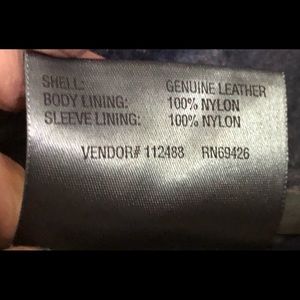 SHELL: GENUINE LEATHER
BODY LINING: 100% NYLON
SLEEVE LINING: 100% NYLON
VENDOR# 112488 RN69426